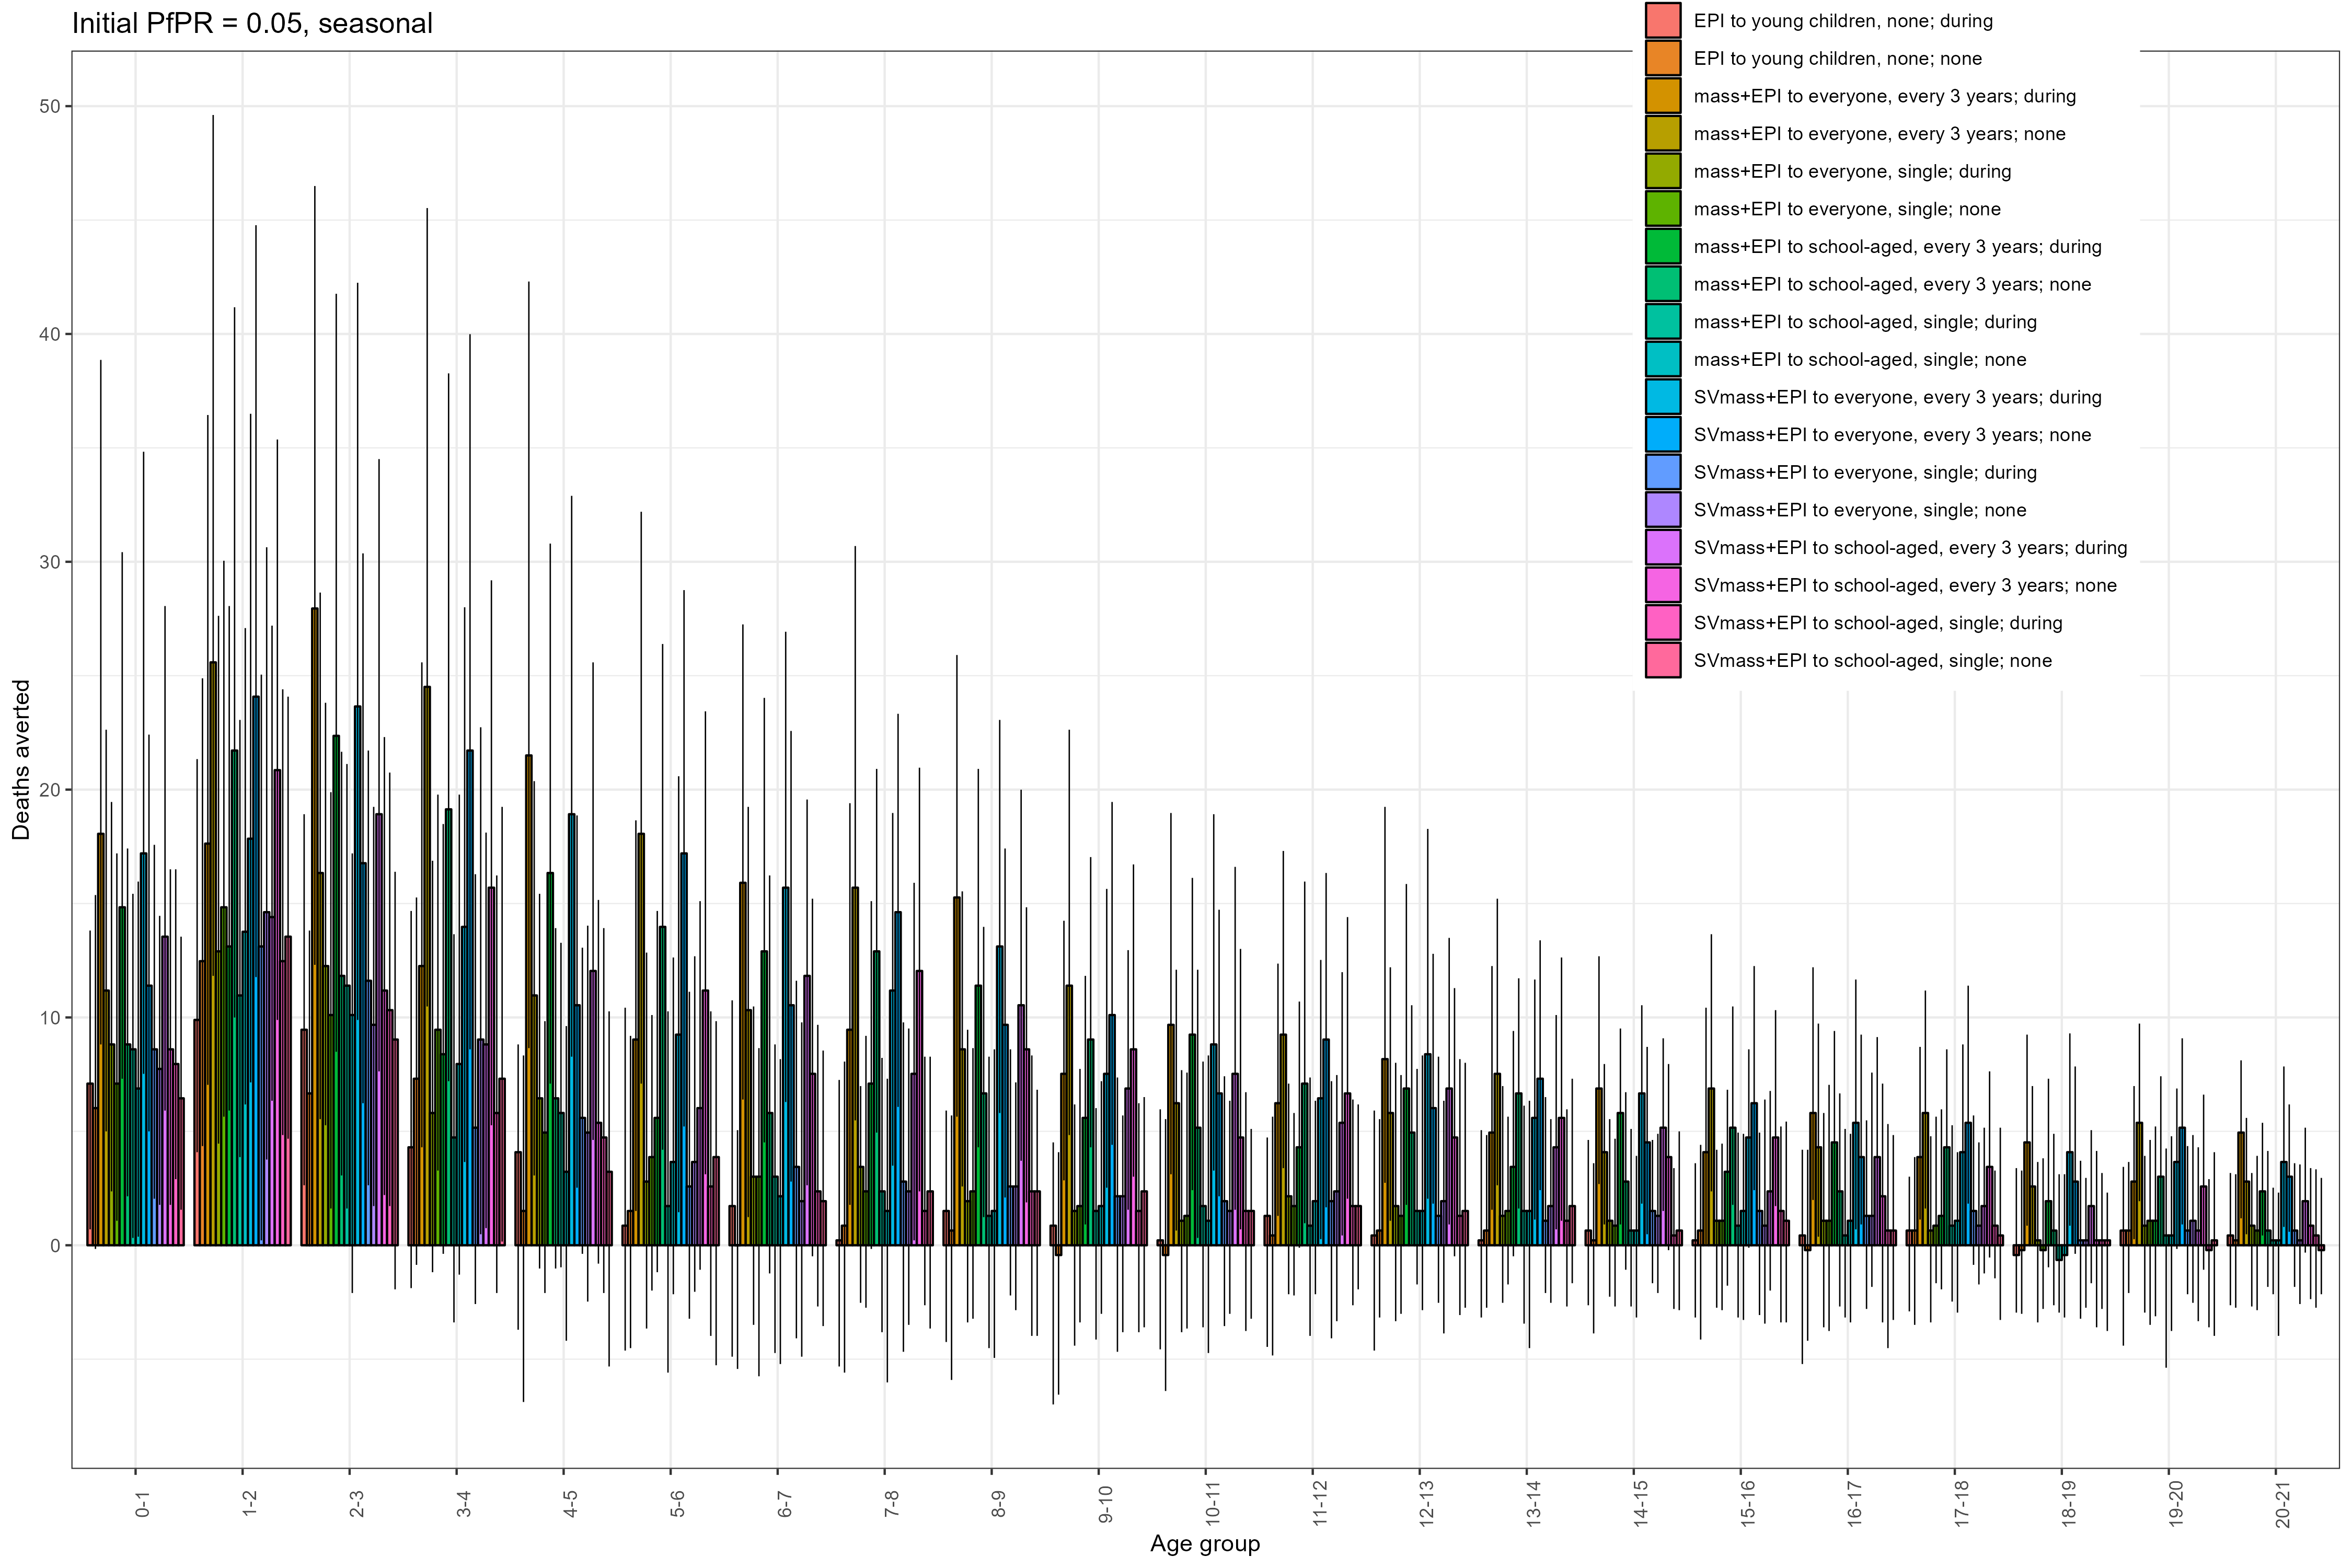 Initial PfPR = 0.05, seasonal
EPI to young children, none; during
EPI to young children, none; none
mass+EPI to everyone, every 3 years; during
mass+EPI to everyone, every 3 years; none
mass+EPI to everyone, single; during
mass+EPI to everyone, single; none
mass+EPI to school-aged, every 3 years; during
mass+EPI to school-aged, every 3 years; none
mass+EPI to school-aged, single; during
mass+EPI to school-aged, single; none
SVmass+EPI to everyone, every 3 years; during
SVmass+EPI to everyone, every 3 years; none
SVmass+EPI to everyone, single; during
SVmass+EPI to everyone, single; none
SVmass+EPI to school-aged, every 3 years; during
SVmass+EPI to school-aged, every 3 years; none
SVmass+EPI to school-aged, single; during
SVmass+EPI to school-aged, single; none
Deaths averted
50
40
30
20
10
0
0-1
1-2
2-3
3-4
4-5
5-6
6-7
7-8
8-9
9-10
10-11
11-12
12-13
13-14
14-15
15-16
16-17
17-18
18-19
19-20
20-21
Age group